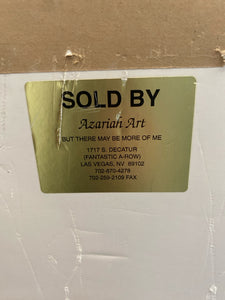 SOLD BY
Azarian Art
BUT THERE MAY BE MORE OF ME
1717 S. DECATUR
(FANTASTIC A-ROW)
LAS VEGAS, NV 89102
702-870-4278
702-259-2109 FAX